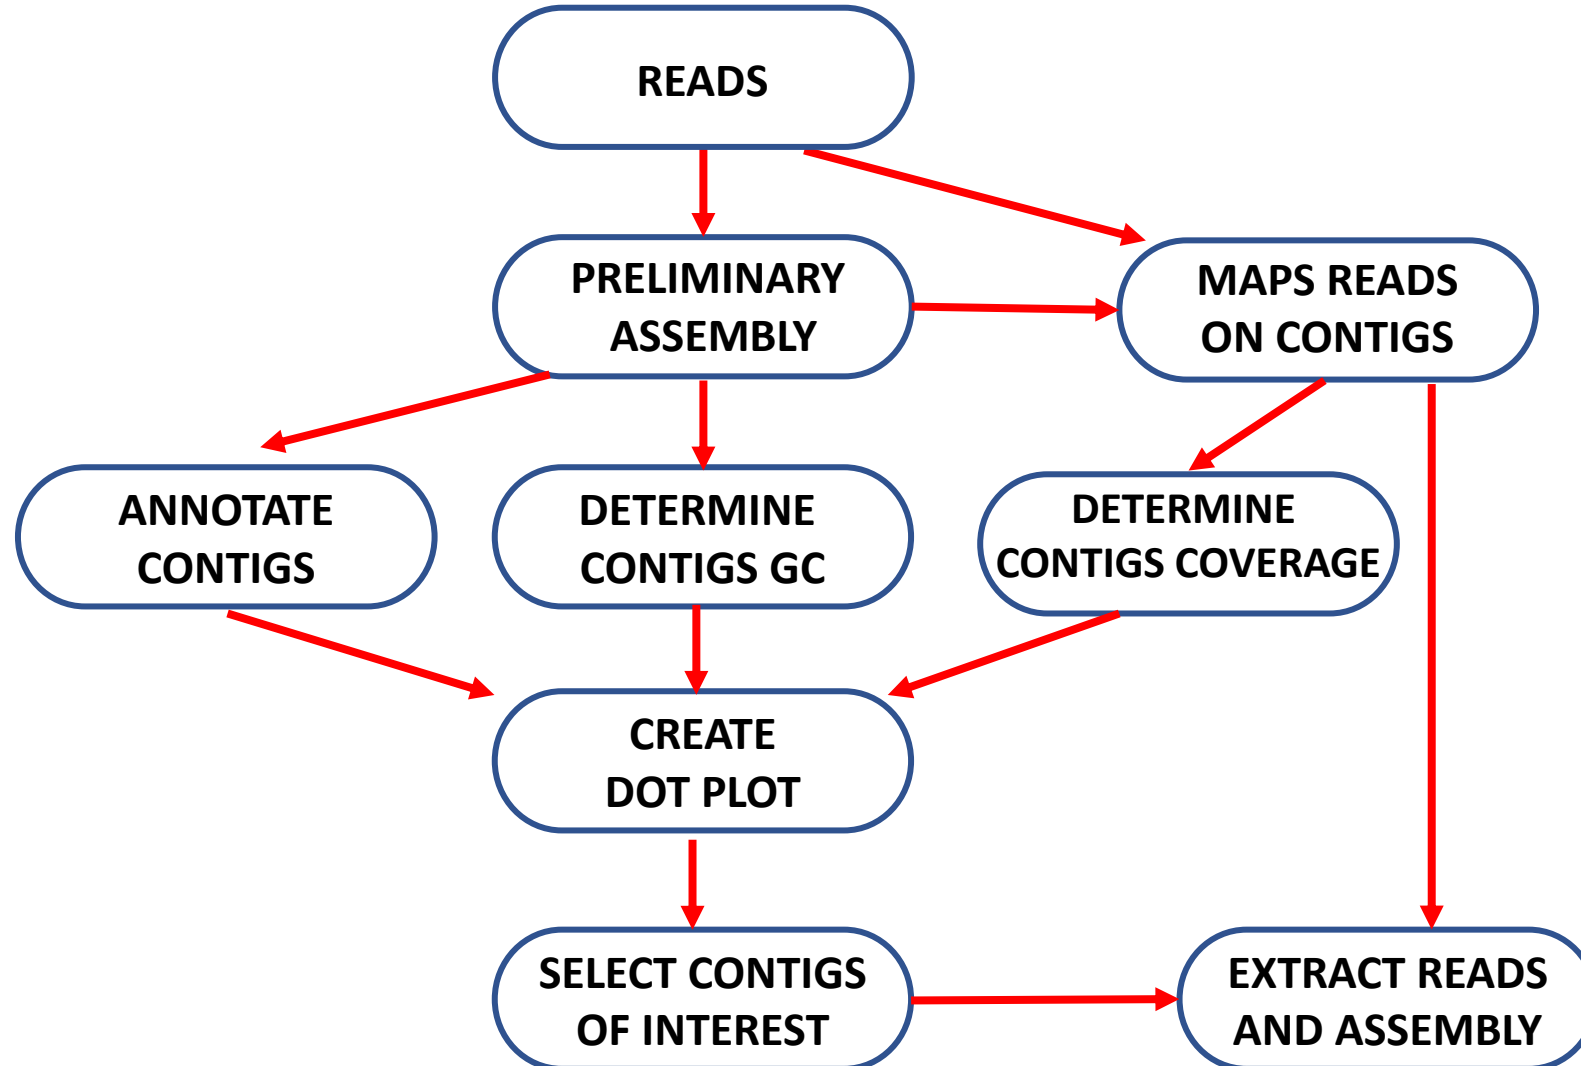 READS
PRELIMINARY
ASSEMBLY
MAPS READS
ON CONTIGS
ANNOTATE
CONTIGS
DETERMINE
CONTIGS GC
DETERMINE
CONTIGS COVERAGE
CREATE
DOT PLOT
SELECT CONTIGS
OF INTEREST
EXTRACT READS
AND ASSEMBLY